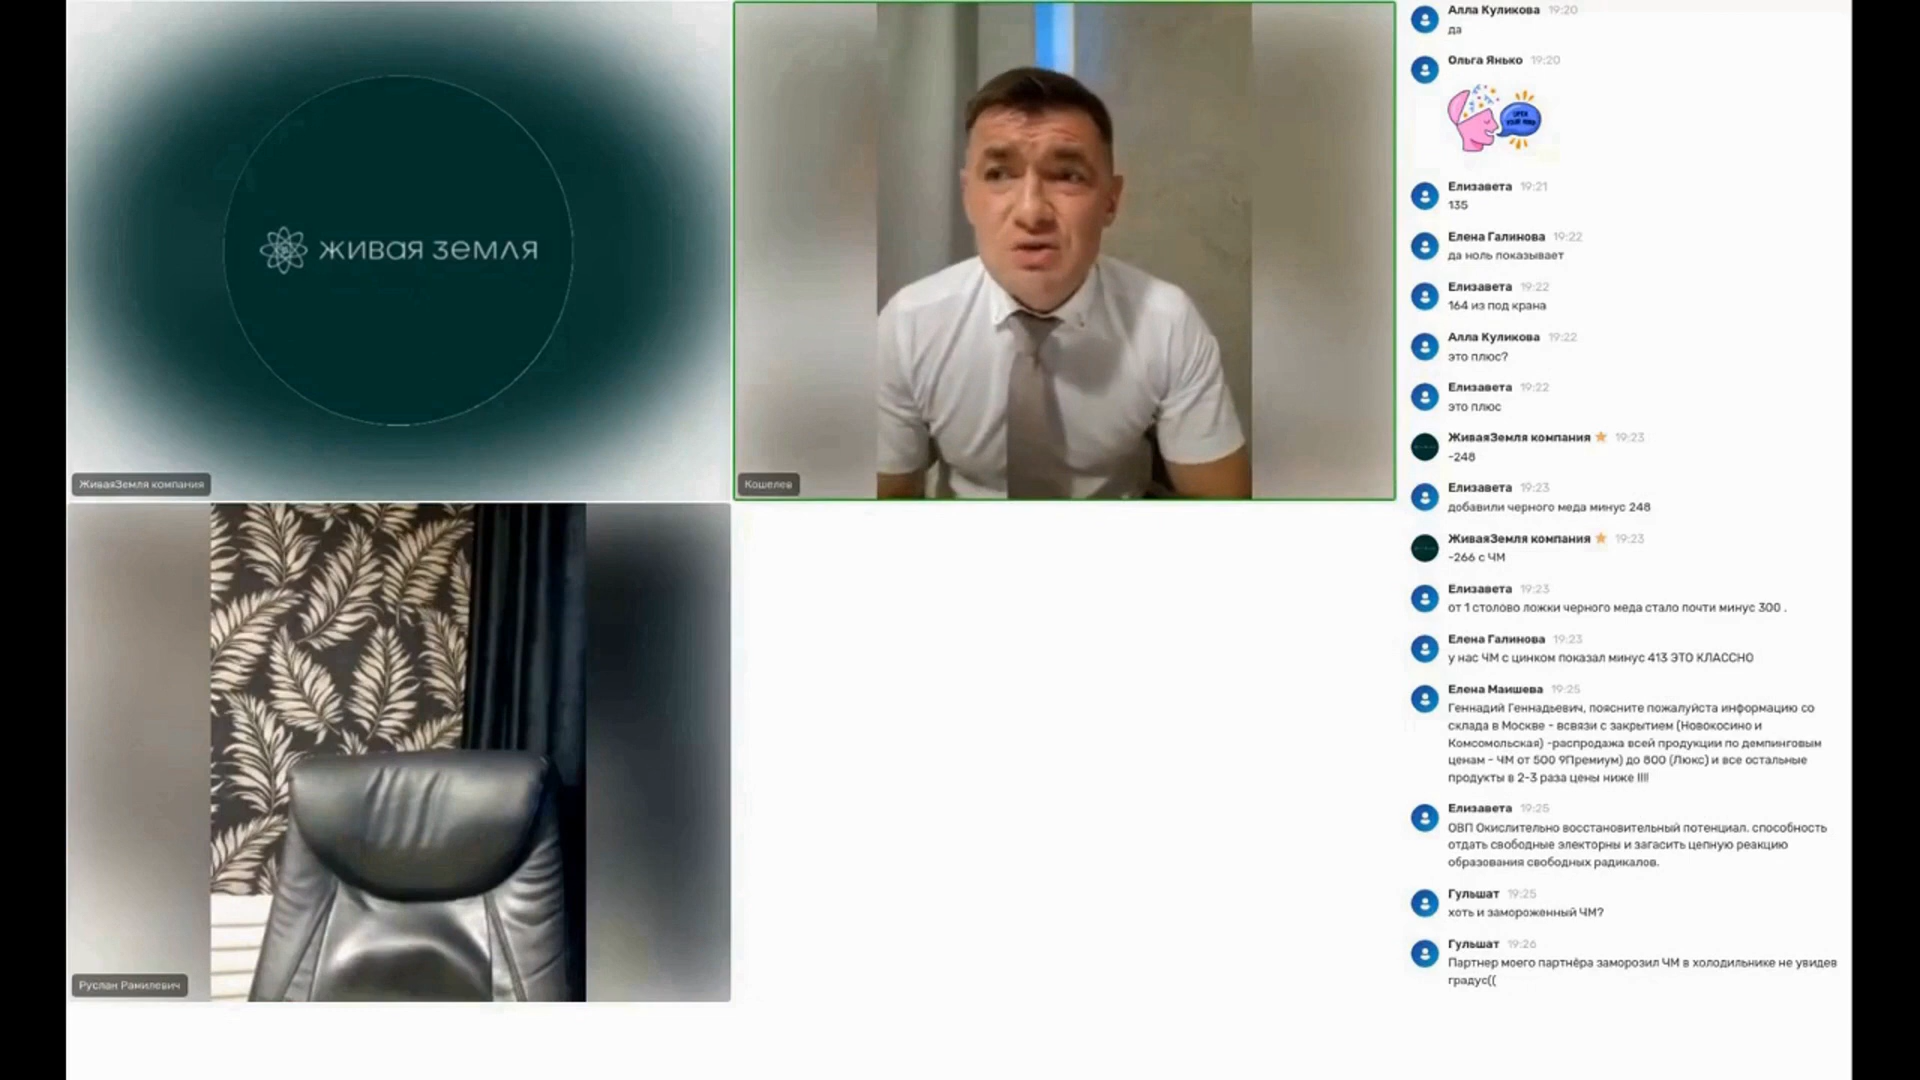 живая земля
ЖиваяЗемля компания
Кошелев
Руслан Рамилевич
Алла Куликова 19:20
да
Ольга Янько 19:20
OPEN
YOUR MIND
Елизавета 19:21
135
Елена Галинова 19:22
да ноль показывает
Елизавета 19:22
164 из под крана
Алла Куликова 19:22
это плюс?
Елизавета 19:22
это плюс
ЖиваяЗемля компания 19:23
-248
Елизавета 19:23
добавили черного меда минус 248
ЖиваяЗемля компания 19:23
-266 с ЧМ
Елизавета 19:23
от 1 столово ложки черного меда стало почти минус 300 .
Елена Галинова 19:23
у нас ЧМ с цинком показал минус 413 ЭТО КЛАССНО
Елена Маишева 19:25
Геннадий Геннадьевич, поясните пожалуйста информацию со
склада в Москве - всвязи с закрытием (Новокосино и
Комсомольская) -распродажа всей продукции по демпинговым
ценам - ЧМ от 500 9Премиум) до 800 (Люкс) и все остальные
продукты в 2-3 раза цены ниже !!!!
Елизавета 19:25
ОВП Окислительно восстановительный потенциал. способность
отдать свободные электорны и загасить цепную реакцию
образования свободных радикалов.
Гульшат 19:25
хоть и замороженный ЧМ?
Гульшат 19:26
Партнер моего партнёра заморозил ЧМ в холодильнике не увидев
градус((